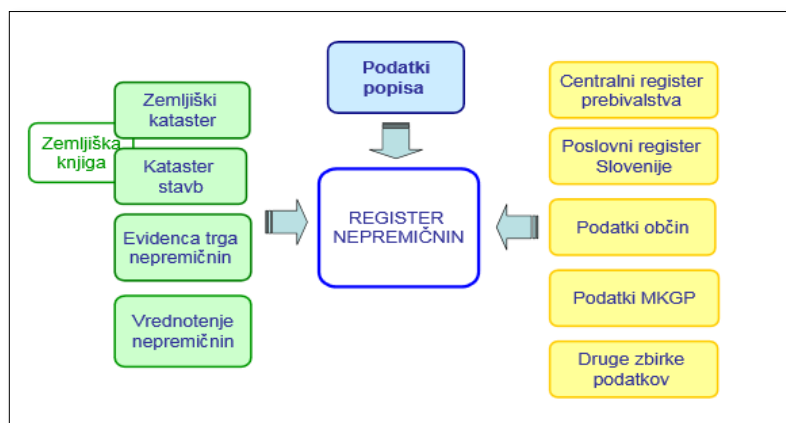 Podatki
popisa
Zemljiški
kataster
Zemljiška
knjiga
Kataster
stavb
Evidenca trga
nepremičnin
Vrednotenje
nepremičnin
REGISTER
NEPREMIČNIN
Centralni register
prebivalstva
Poslovni register
Slovenije
Podatki občin
Podatki MKGP
Druge zbirke
podatkov